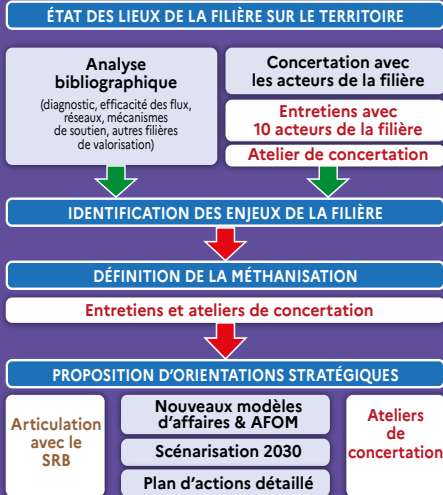 ÉTAT DES LIEUX DE LA FILIÈRE SUR LE TERRITOIRE
Analyse
bibliographique
(diagnostic, efficacité des flux,
réseaux, mécanismes
de soutien, autres filières
de valorisation)
Concertation avec
les acteurs de la filière
Entretiens avec
10 acteurs de la filière
Atelier de concertation
IDENTIFICATION DES ENJEUX DE LA FILIÈRE
DÉFINITION DE LA MÉTHANISATION
Entretiens et ateliers de concertation
PROPOSITION D'ORIENTATIONS STRATÉGIQUES
Articulation
avec le
SRB
Nouveaux modèles
d'affaires & AFOM
Scénarisation 2030
Plan d'actions détaillé
Ateliers
de
concertation